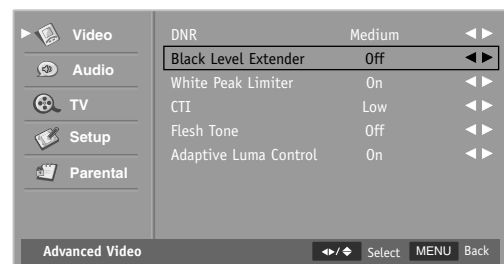 Video
Audio
TV
Setup
Parental
DNR Medium
Black Level Extender Off
White Peak Limiter On
CTI Low
Flesh Tone Off
Adaptive Luma Control On
Advanced Video Select MENU Back